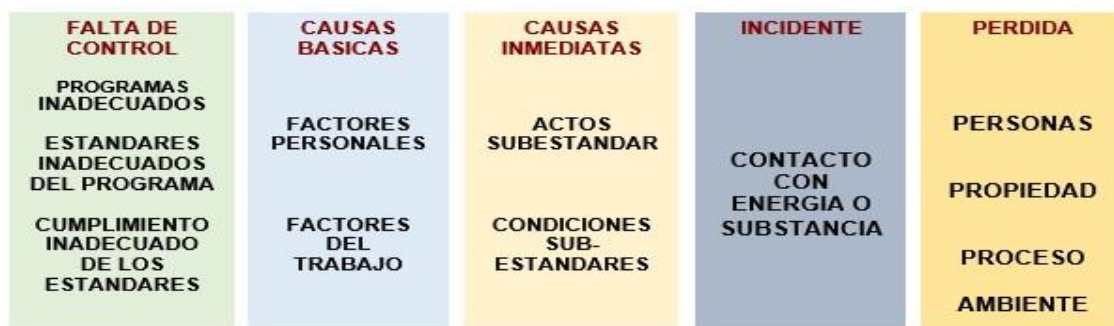 FALTA DE
CONTROL
PROGRAMAS
INADECUADOS
ESTANDARES
INADECUADOS
DEL PROGRAMA
CUMPLIMIENTO
INADECUADO
DE LOS
ESTANDARES
CAUSAS
BASICAS
FACTORES
PERSONALES
FACTORES
DEL
TRABAJO
CAUSAS
INMEDIATAS
ACTOS
SUBESTANDAR
CONDICIONES
SUB-
ESTANDARES
INCIDENTE
CONTACTO
CON
ENERGIA O
SUBSTANCIA
PERDIDA
PERSONAS
PROPIEDAD
PROCESO
AMBIENTE